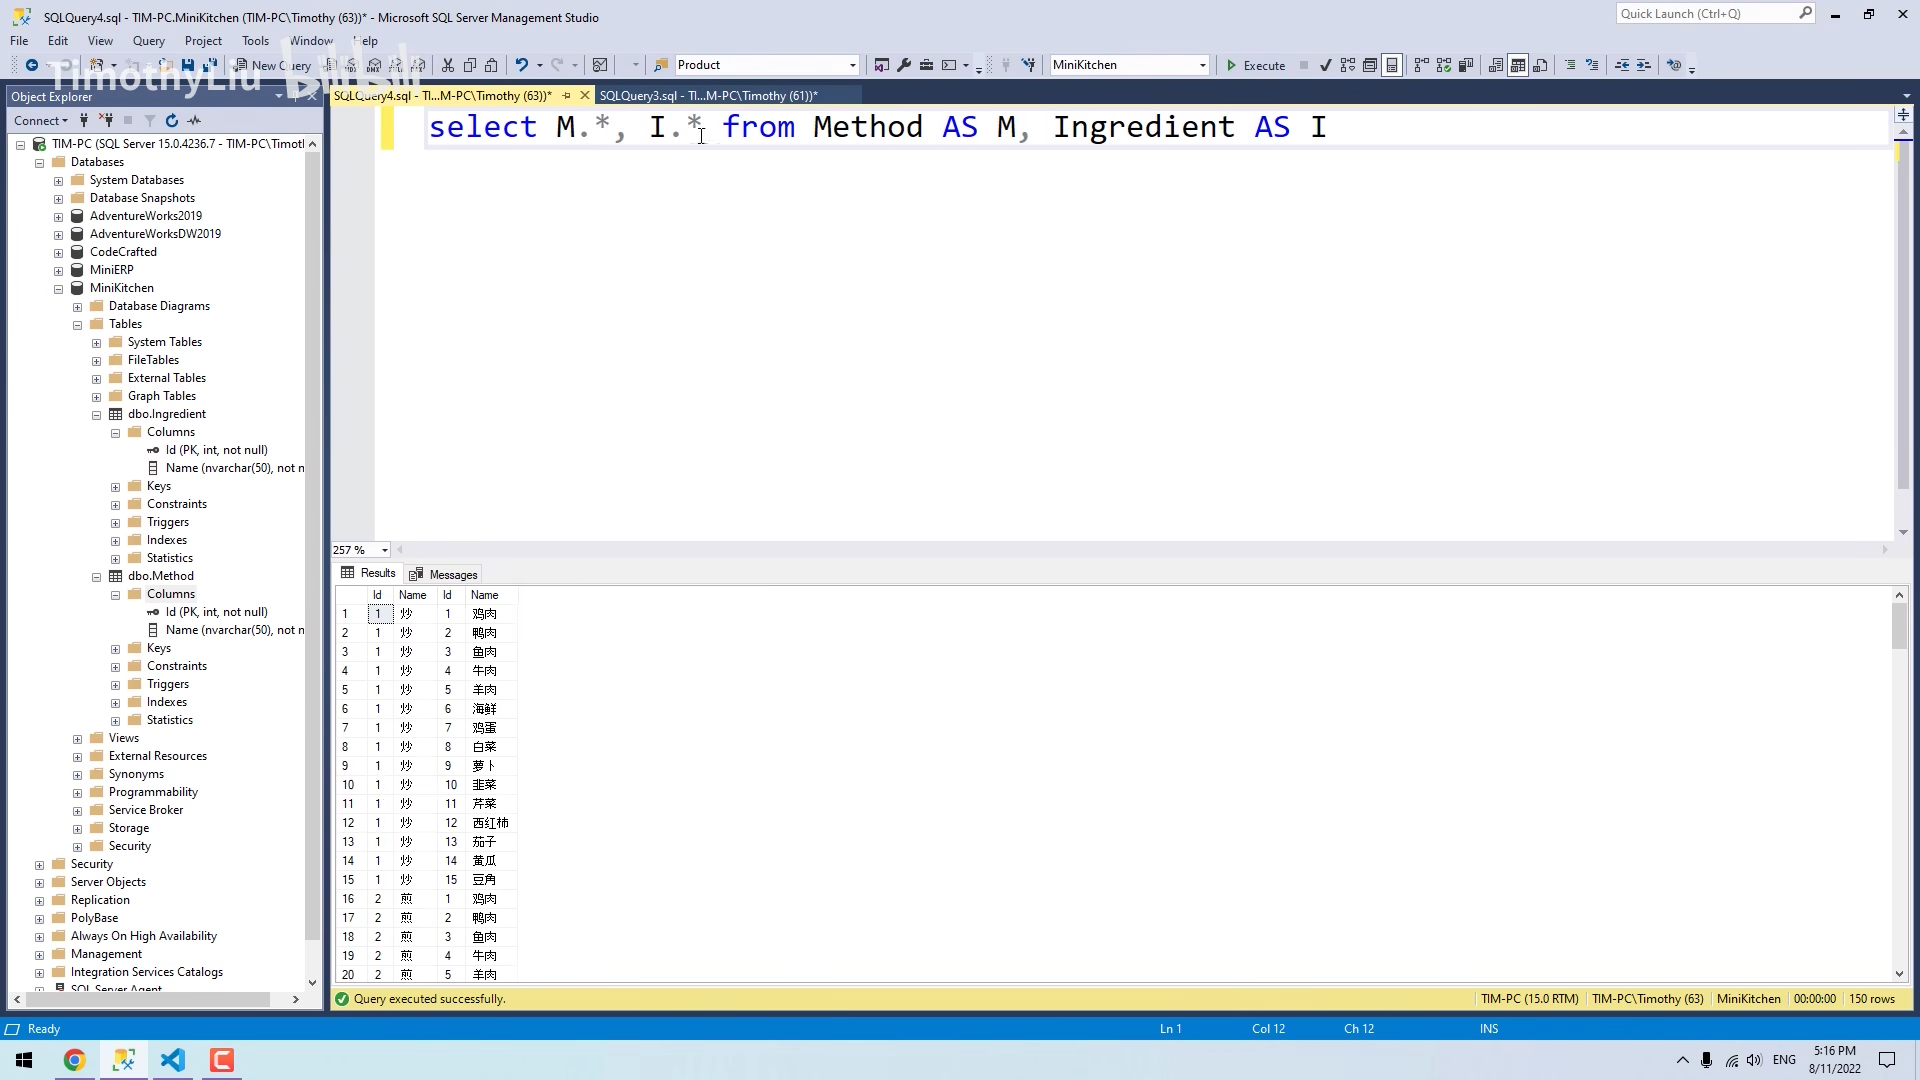 SQLQuery4.sql - TIM-PC.MiniKitchen (TIM-PC\Timothy (63))* - Microsoft SQL Server Management Studio
Quick Launch (Ctrl+Q)
File Edit View Query Project Tools Window Help
New Query
Product
MiniKitchen
Execute
TimothyLiu bilibili
Object Explorer
SQLQuery4.sql - TI...M-PC\Timothy (63))*
SQLQuery3.sql - TI...M-PC\Timothy (61))*
Connect
TIM-PC (SQL Server 15.0.4236.7 - TIM-PC\Timot
Databases
System Databases
Database Snapshots
AdventureWorks2019
AdventureWorksDW2019
CodeCrafted
MiniERP
MiniKitchen
Database Diagrams
Tables
System Tables
FileTables
External Tables
Graph Tables
dbo.Ingredient
Columns
Id (PK, int, not null)
Name (nvarchar(50), not n
Keys
Constraints
Triggers
Indexes
Statistics
dbo.Method
Columns
Id (PK, int, not null)
Name (nvarchar(50), not n
Keys
Constraints
Triggers
Indexes
Statistics
Views
External Resources
Synonyms
Programmability
Service Broker
Storage
Security
Security
Server Objects
Replication
PolyBase
Always On High Availability
Management
Integration Services Catalogs
SQL Server Agent
select M.*, I.* from Method AS M, Ingredient AS I
257 %
Results Messages
Id Name Id Name
1 1 炒 1 鸡肉
2 1 炒 2 鸭肉
3 1 炒 3 鱼肉
4 1 炒 4 牛肉
5 1 炒 5 羊肉
6 1 炒 6 海鲜
7 1 炒 7 鸡蛋
8 1 炒 8 白菜
9 1 炒 9 萝卜
10 1 炒 10 韭菜
11 1 炒 11 芹菜
12 1 炒 12 西红柿
13 1 炒 13 茄子
14 1 炒 14 黄瓜
15 1 炒 15 豆角
16 2 煎 1 鸡肉
17 2 煎 2 鸭肉
18 2 煎 3 鱼肉
19 2 煎 4 牛肉
20 2 煎 5 羊肉
Query executed successfully.
TIM-PC (15.0 RTM) TIM-PC\Timothy (63) MiniKitchen 00:00:00 150 rows
Ready
Ln 1 Col 12 Ch 12 INS
ENG
5:16 PM
8/11/2022